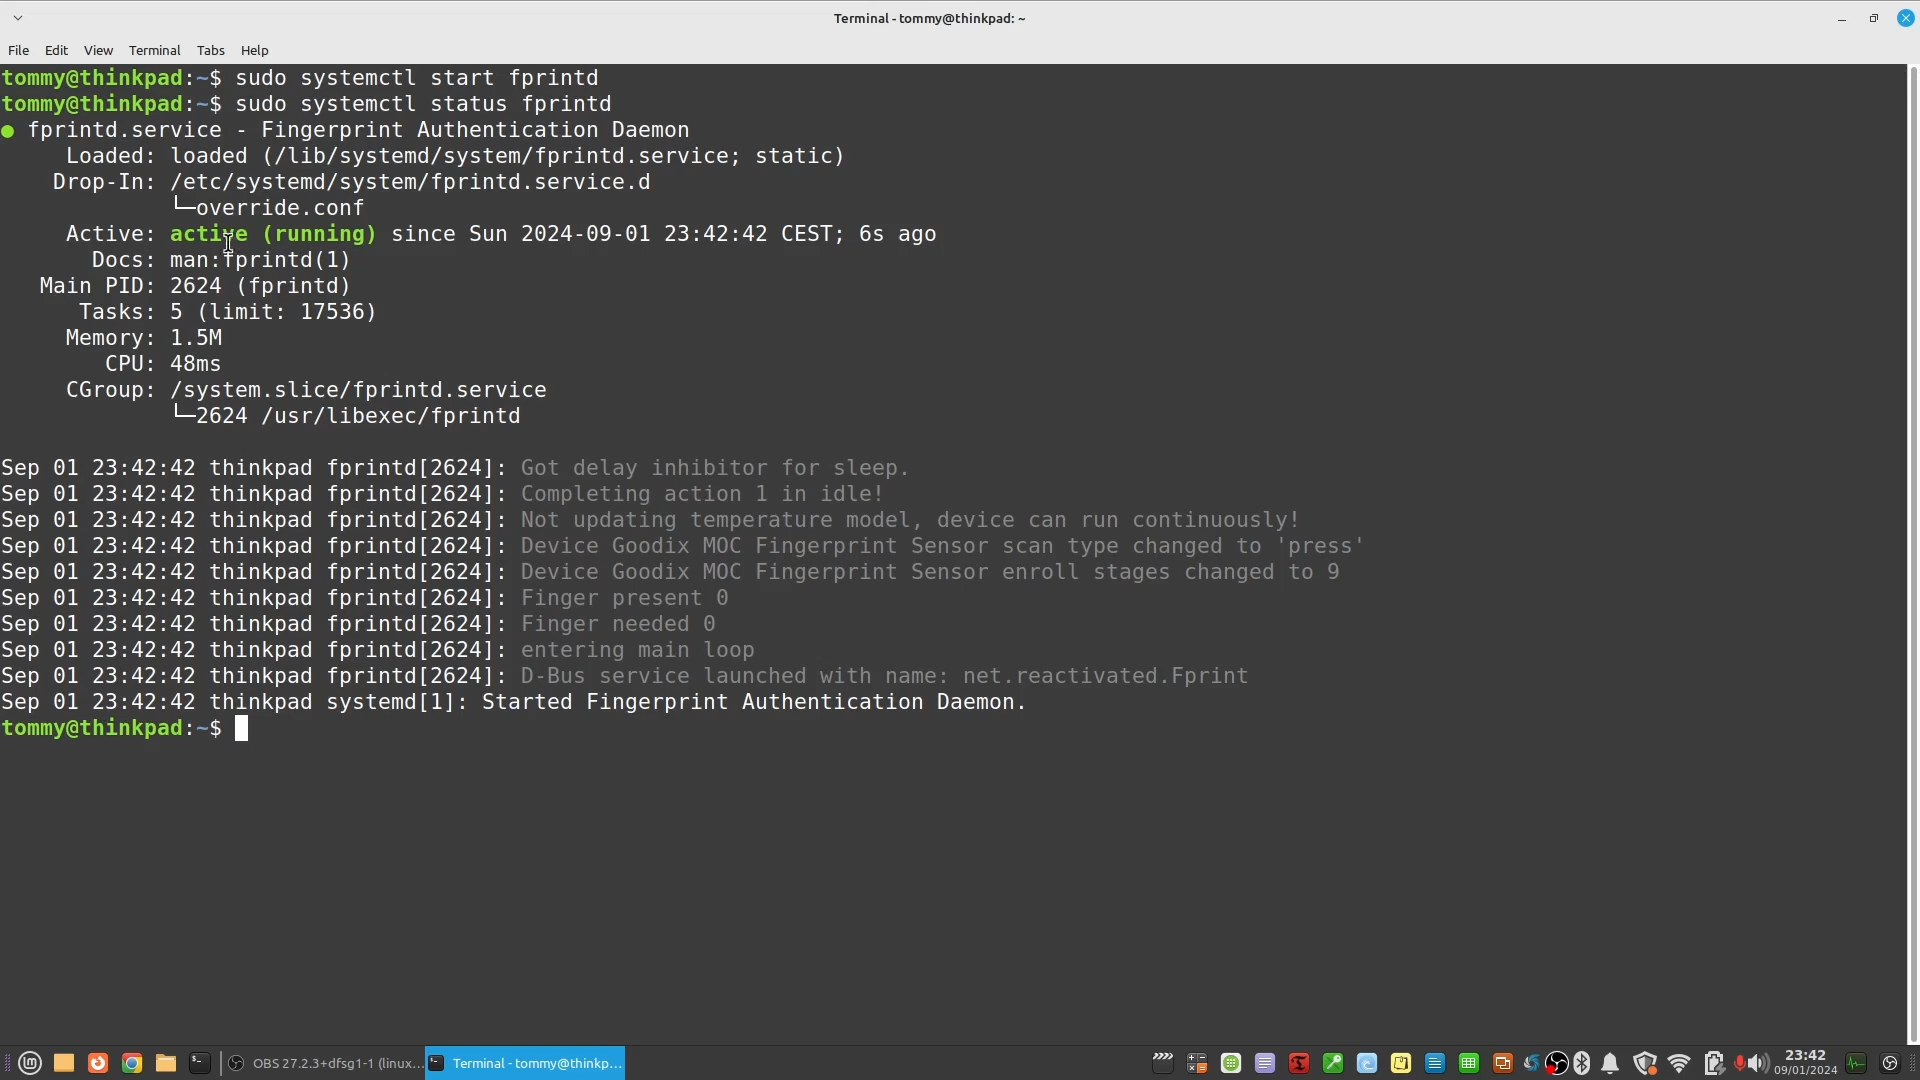 Terminal - tommy@thinkpad: ~
File Edit View Terminal Tabs Help
tommy@thinkpad:~$ sudo systemctl start fprintd
tommy@thinkpad:~$ sudo systemctl status fprintd
● fprintd.service - Fingerprint Authentication Daemon
Loaded: loaded (/lib/systemd/system/fprintd.service; static)
Drop-In: /etc/systemd/system/fprintd.service.d
└─override.conf
Active: active (running) since Sun 2024-09-01 23:42:42 CEST; 6s ago
Docs: man:fprintd(1)
Main PID: 2624 (fprintd)
Tasks: 5 (limit: 17536)
Memory: 1.5M
CPU: 48ms
CGroup: /system.slice/fprintd.service
└─2624 /usr/libexec/fprintd
Sep 01 23:42:42 thinkpad fprintd[2624]: Got delay inhibitor for sleep.
Sep 01 23:42:42 thinkpad fprintd[2624]: Completing action 1 in idle!
Sep 01 23:42:42 thinkpad fprintd[2624]: Not updating temperature model, device can run continuously!
Sep 01 23:42:42 thinkpad fprintd[2624]: Device Goodix MOC Fingerprint Sensor scan type changed to 'press'
Sep 01 23:42:42 thinkpad fprintd[2624]: Device Goodix MOC Fingerprint Sensor enroll stages changed to 9
Sep 01 23:42:42 thinkpad fprintd[2624]: Finger present 0
Sep 01 23:42:42 thinkpad fprintd[2624]: Finger needed 0
Sep 01 23:42:42 thinkpad fprintd[2624]: entering main loop
Sep 01 23:42:42 thinkpad fprintd[2624]: D-Bus service launched with name: net.reactivated.Fprint
Sep 01 23:42:42 thinkpad systemd[1]: Started Fingerprint Authentication Daemon.
tommy@thinkpad:~$
OBS 27.2.3+dfsg1-1 (linux... Terminal - tommy@thinkp... 23:42
09/01/2024